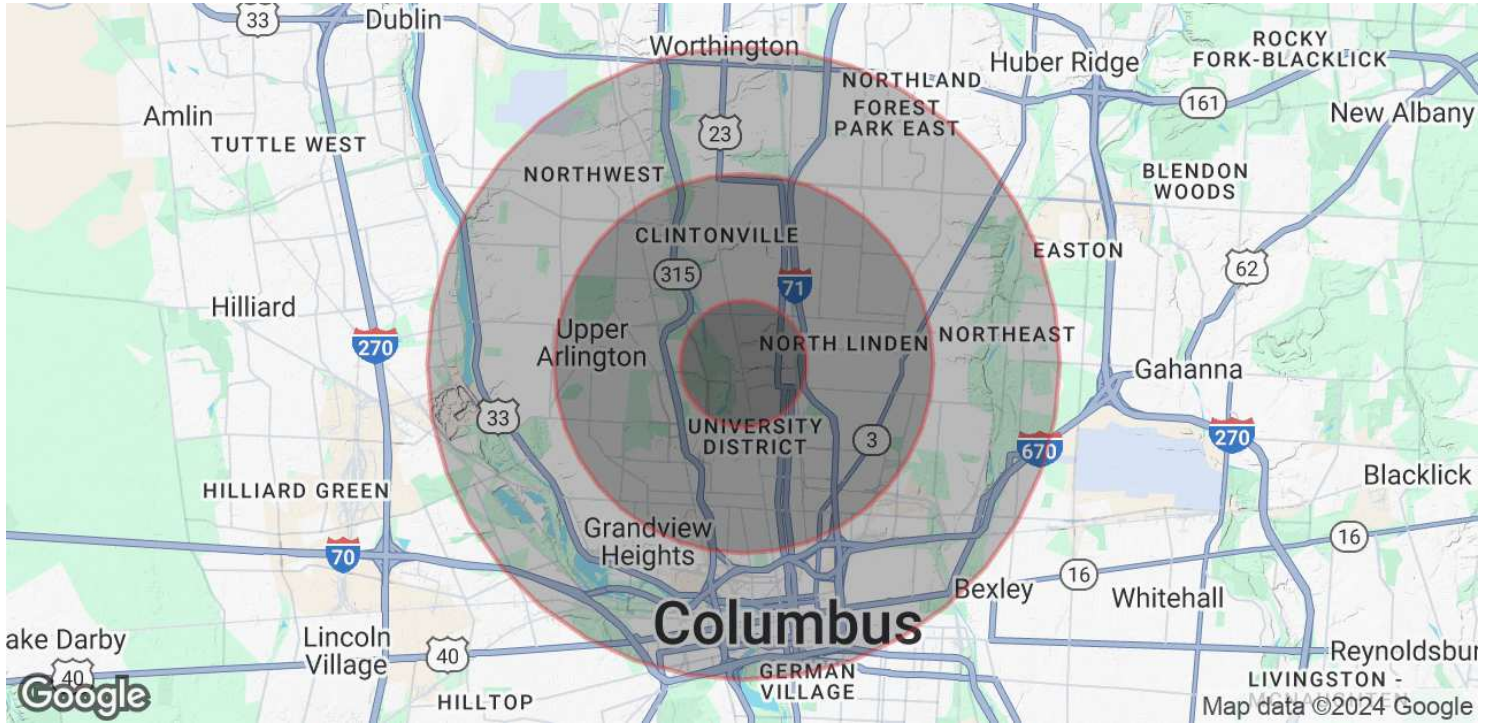 33
Dublin
Worthington
ROCKY
FORK-BLACKLICK
Huber Ridge
NORTHLAND
161
Amlin
FOREST
PARK EAST
New Albany
23
TUTTLE WEST
NORTHWEST
BLENDON
WOODS
CLINTONVILLE
EASTON
315
62
71
Hilliard
Upper
Arlington
270
NORTH LINDEN
NORTHEAST
Gahanna
33
UNIVERSITY
DISTRICT
3
670
270
Blacklick
HILLIARD GREEN
Grandview
Heights
16
70
16
Bexley
Whitehall
Columbus
ake Darby
Lincoln
Village
40
Reynoldsbur
40
GERMAN
VILLAGE
LIVINGSTON -
MCNAUGHTEN
HILLTOP
Google
Map data ©2024 Google